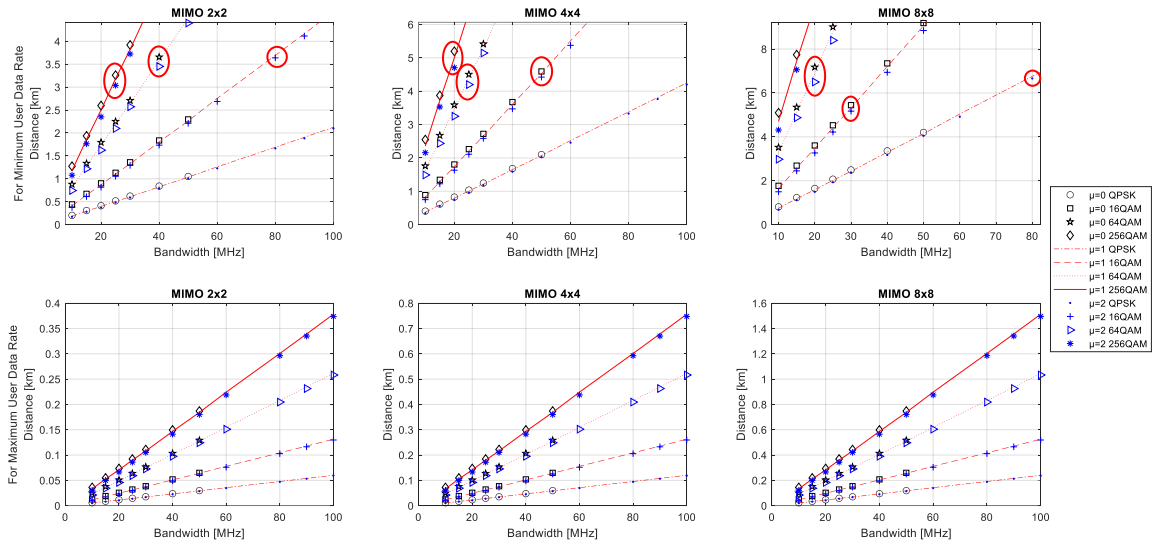 MIMO 2x2
MIMO 4x4
MIMO 8x8
For Minimum User Data Rate
Distance [km]
4
3.5
3
2.5
2
1.5
1
0.5
0
20
40
60
80
100
Bandwidth [MHz]
Distance [km]
6
5
4
3
2
1
0
20
40
60
80
100
Bandwidth [MHz]
Distance [km]
8
6
4
2
0
10
20
30
40
50
60
70
80
Bandwidth [MHz]
μ=0 QPSK
μ=0 16QAM
μ=0 64QAM
μ=0 256QAM
μ=1 QPSK
μ=1 16QAM
μ=1 64QAM
μ=1 256QAM
μ=2 QPSK
μ=2 16QAM
μ=2 64QAM
μ=2 256QAM
MIMO 2x2
MIMO 4x4
MIMO 8x8
For Maximum User Data Rate
Distance [km]
0.4
0.35
0.3
0.25
0.2
0.15
0.1
0.05
0
0
20
40
60
80
100
Bandwidth [MHz]
Distance [km]
0.8
0.7
0.6
0.5
0.4
0.3
0.2
0.1
0
0
20
40
60
80
100
Bandwidth [MHz]
Distance [km]
1.6
1.4
1.2
1
0.8
0.6
0.4
0.2
0
0
20
40
60
80
100
Bandwidth [MHz]